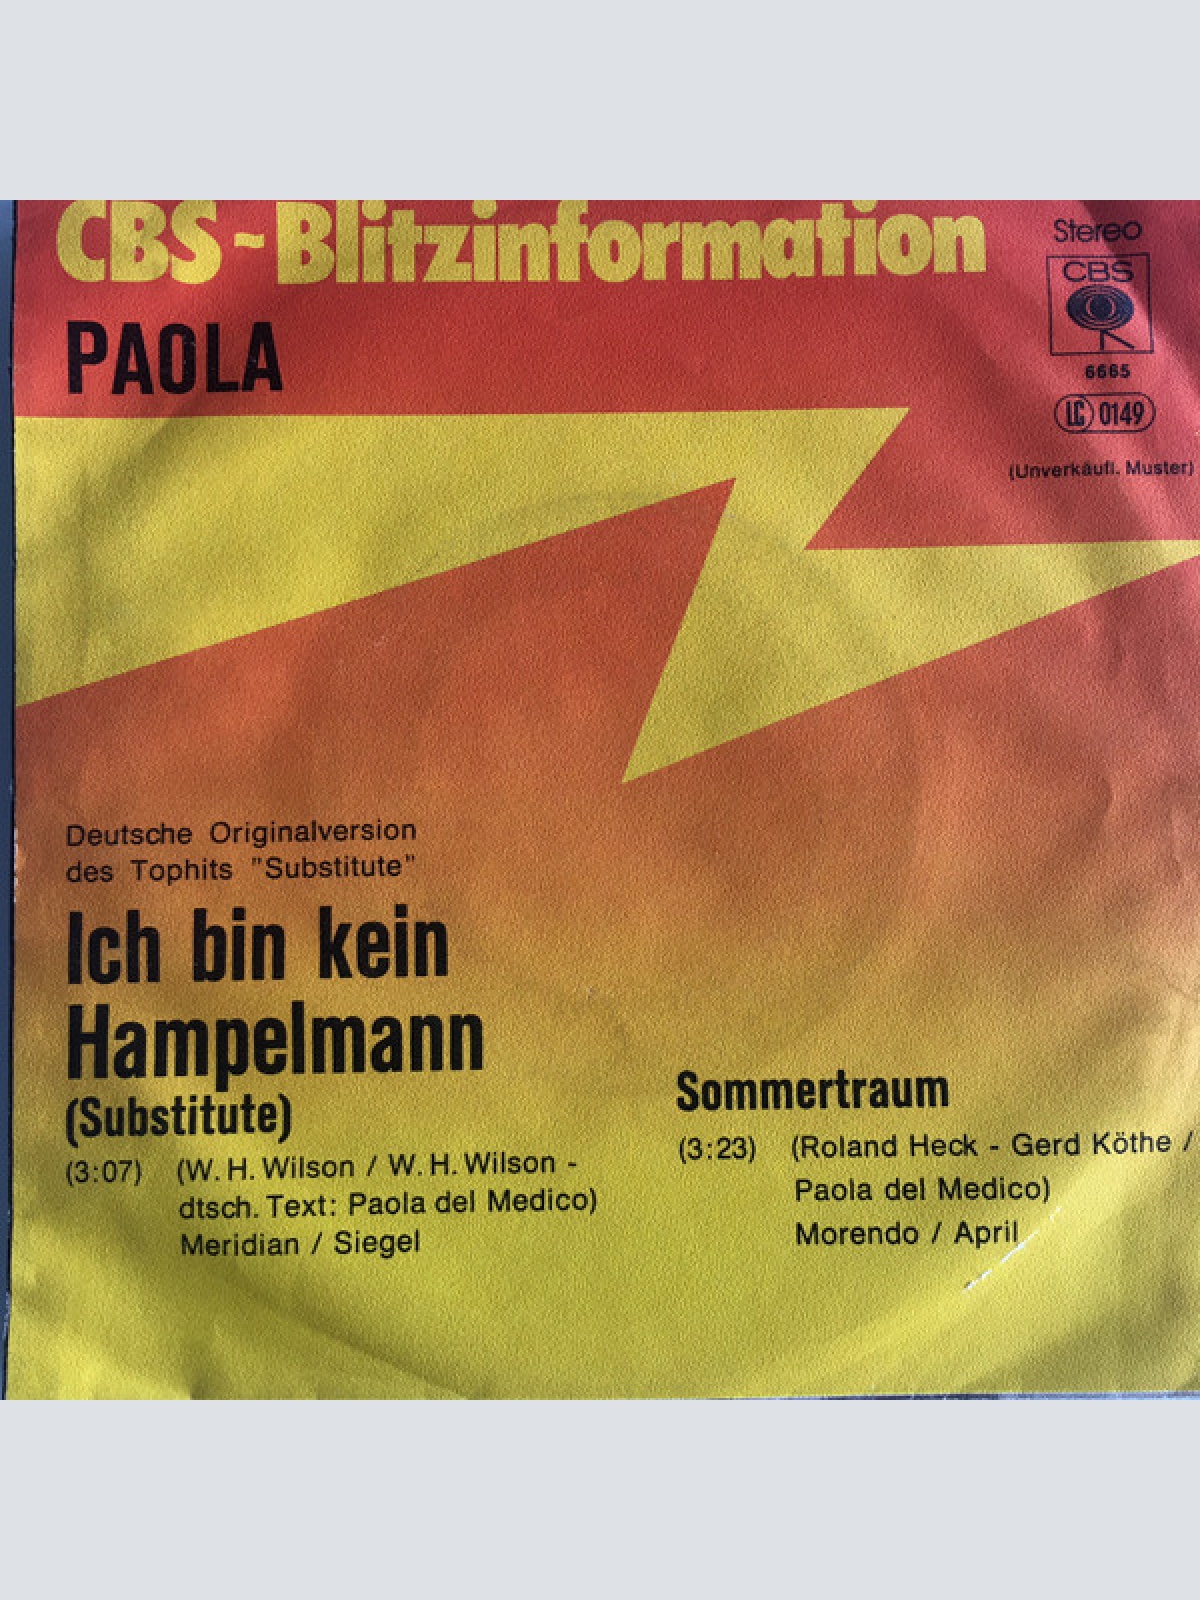 CBS-Blitzinformation
PAOLA
Stereo
CBS
6665
LC 0149
(Unverkäufl. Muster)
Deutsche Originalversion
des Tophits "Substitute"
Ich bin kein
Hampelmann
(Substitute)
(3:07) (W. H. Wilson / W. H. Wilson -
dtsch. Text: Paola del Medico)
Meridian / Siegel
Sommertraum
(3:23) (Roland Heck - Gerd Köthe /
Paola del Medico)
Morendo / April